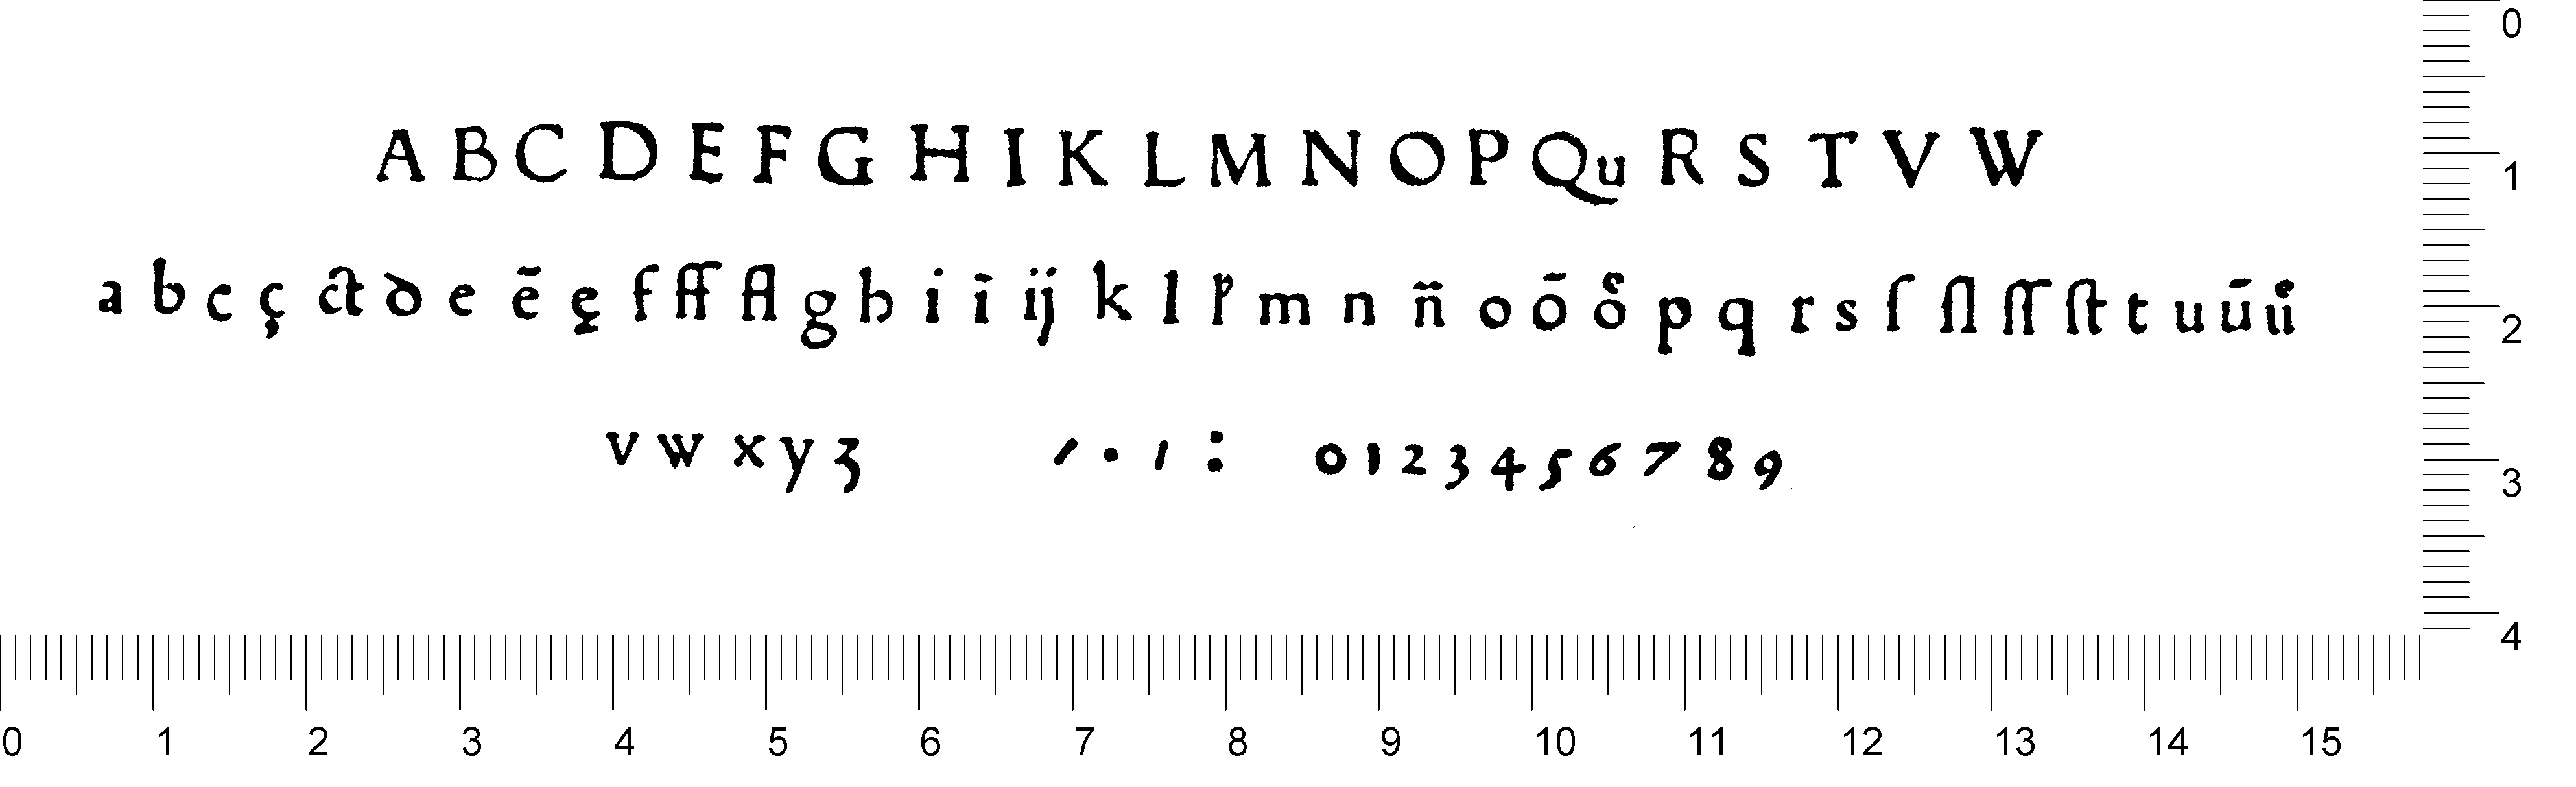 A B C D E F G H I K L M N O P Qu R S T V W
a b c ç ct d e ē ę f ff fl g h i ī ij k l m n ñ o ō oͤ p q r s ſ ſl ſſ ſt t u ū uͤ
v w x y ʒ / . / : 0 1 2 3 4 5 6 7 8 9
0
1
2
3
4
0 1 2 3 4 5 6 7 8 9 10 11 12 13 14 15